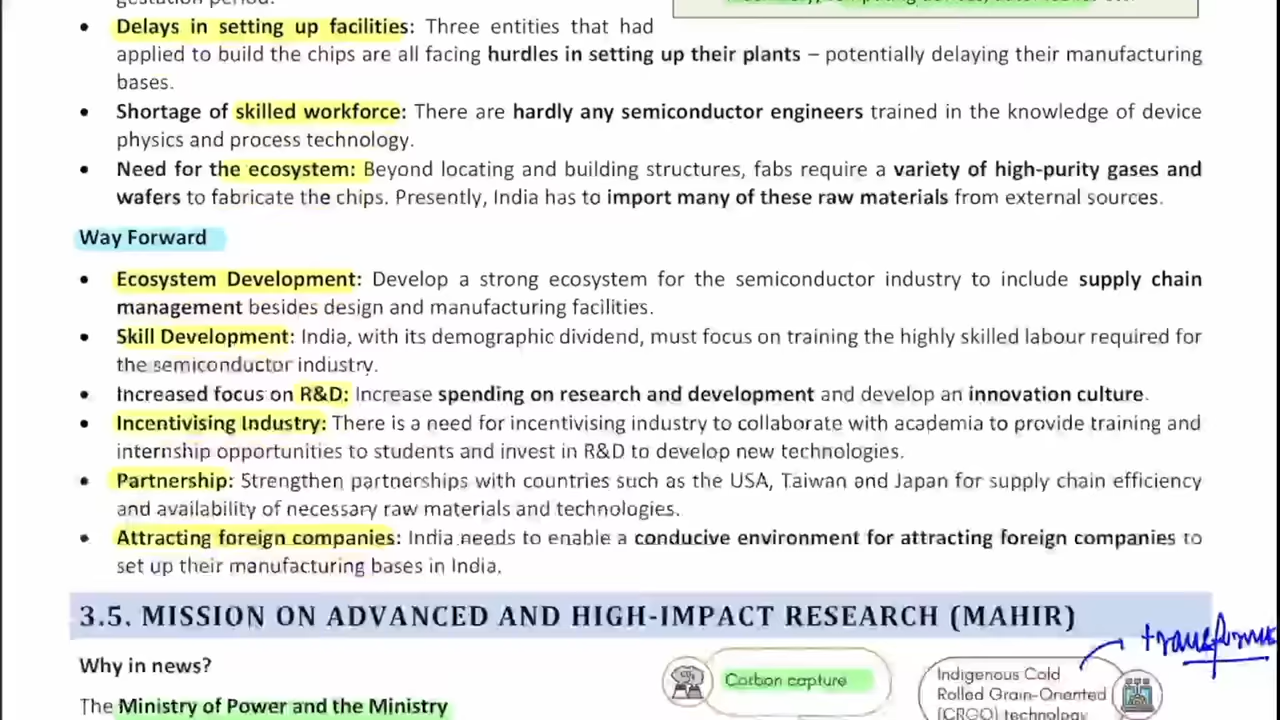 • Delays in setting up facilities: Three entities that had
applied to build the chips are all facing hurdles in setting up their plants – potentially delaying their manufacturing
bases.
• Shortage of skilled workforce: There are hardly any semiconductor engineers trained in the knowledge of device
physics and process technology.
• Need for the ecosystem: Beyond locating and building structures, fabs require a variety of high-purity gases and
wafers to fabricate the chips. Presently, India has to import many of these raw materials from external sources.
Way Forward
• Ecosystem Development: Develop a strong ecosystem for the semiconductor industry to include supply chain
management besides design and manufacturing facilities.
• Skill Development: India, with its demographic dividend, must focus on training the highly skilled labour required for
the semiconductor industry.
• Increased focus on R&D: Increase spending on research and development and develop an innovation culture.
• Incentivising Industry: There is a need for incentivising industry to collaborate with academia to provide training and
internship opportunities to students and invest in R&D to develop new technologies.
• Partnership: Strengthen partnerships with countries such as the USA, Taiwan and Japan for supply chain efficiency
and availability of necessary raw materials and technologies.
• Attracting foreign companies: India needs to enable a conducive environment for attracting foreign companies to
set up their manufacturing bases in India.
3.5. MISSION ON ADVANCED AND HIGH-IMPACT RESEARCH (MAHIR)
Why in news?
The Ministry of Power and the Ministry
Carbon capture
Indigenous Cold
Rolled Grain-Oriented
(CRGO) technology